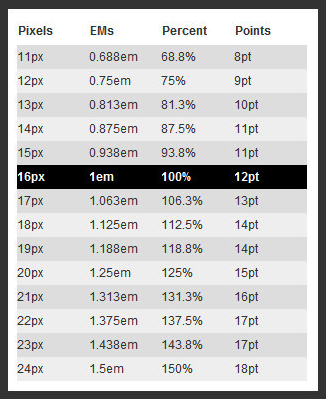 Pixels EMs Percent Points
11px 0.688em 68.8% 8pt
12px 0.75em 75% 9pt
13px 0.813em 81.3% 10pt
14px 0.875em 87.5% 11pt
15px 0.938em 93.8% 11pt
16px 1em 100% 12pt
17px 1.063em 106.3% 13pt
18px 1.125em 112.5% 14pt
19px 1.188em 118.8% 14pt
20px 1.25em 125% 15pt
21px 1.313em 131.3% 16pt
22px 1.375em 137.5% 17pt
23px 1.438em 143.8% 17pt
24px 1.5em 150% 18pt